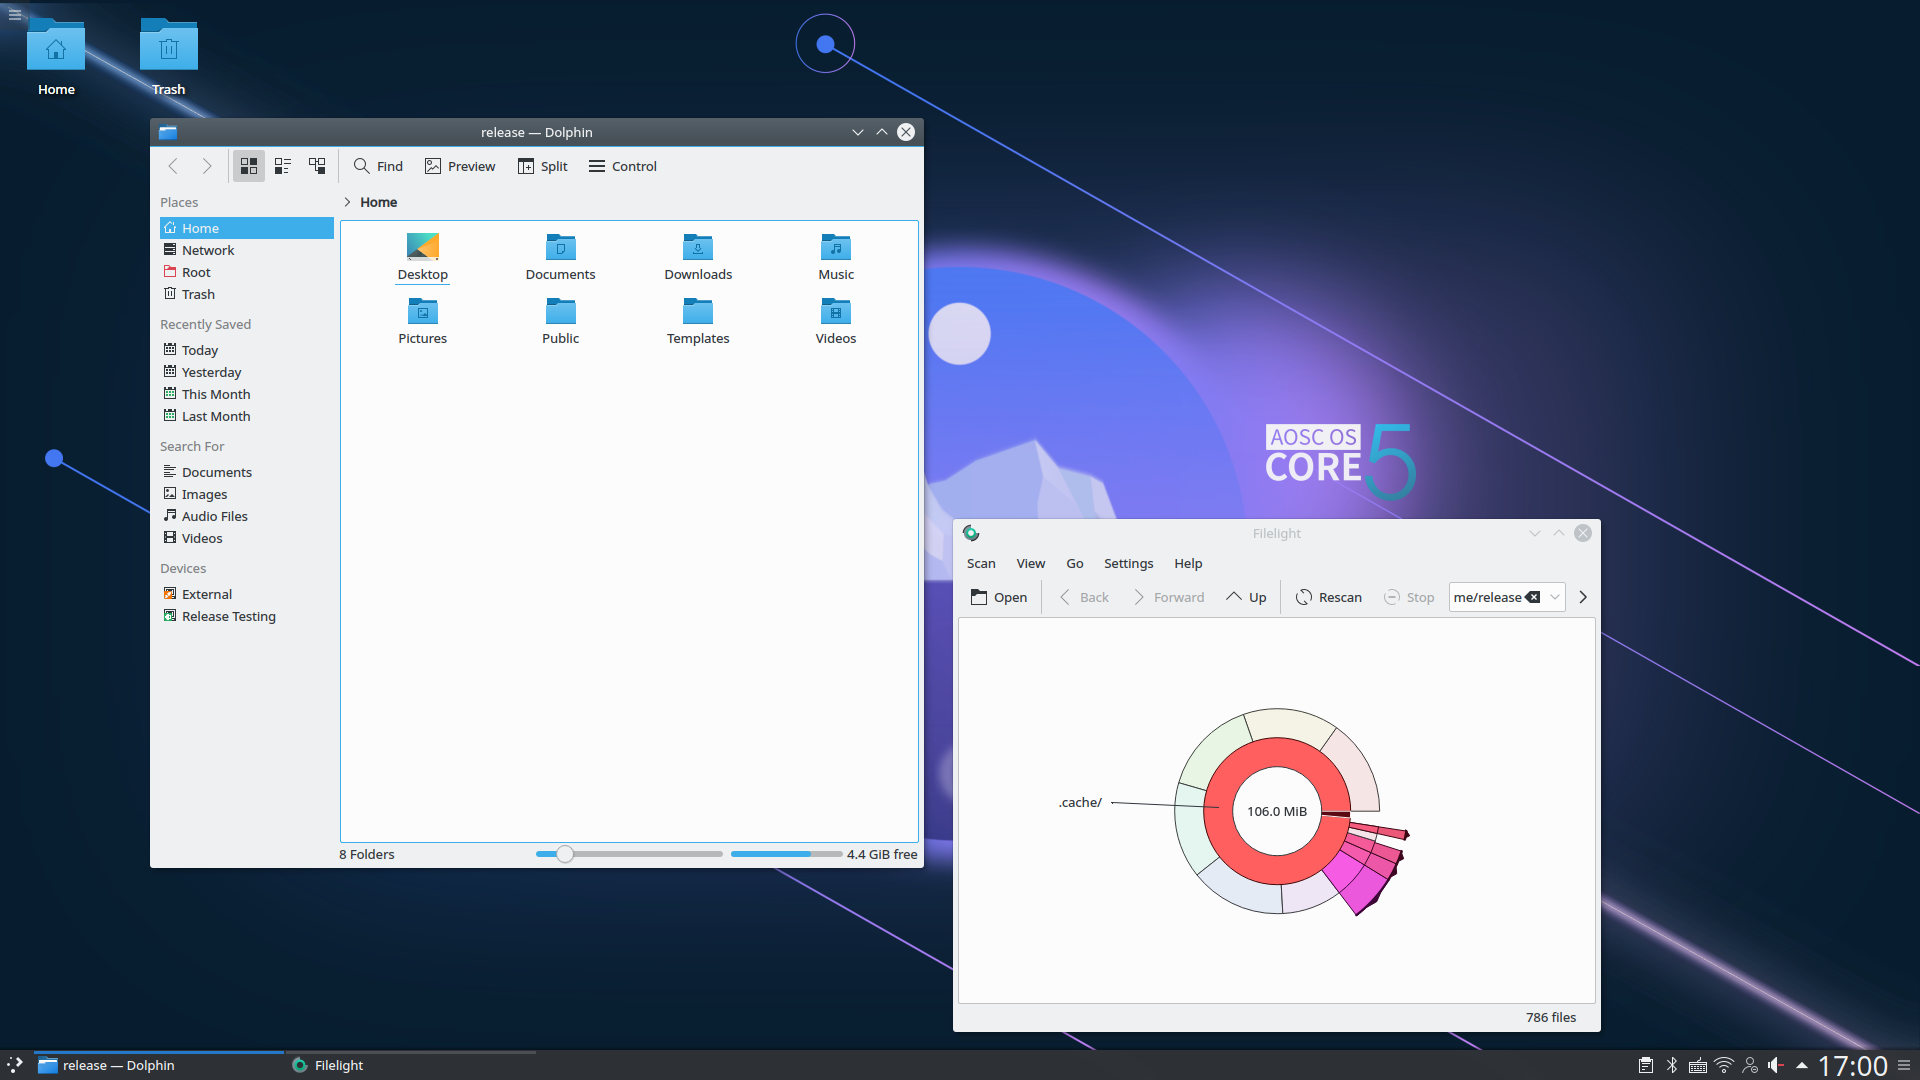 Home
Trash
release — Dolphin
Find Preview Split Control
Places
Home
Network
Root
Trash
Recently Saved
Today
Yesterday
This Month
Last Month
Search For
Documents
Images
Audio Files
Videos
Devices
External
Release Testing
Home
Desktop Documents Downloads Music
Pictures Public Templates Videos
8 Folders 4.4 GiB free
AOSC OS
CORE 5
Filelight
Scan View Go Settings Help
Open Back Forward Up Rescan Stop me/release
.cache/
106.0 MiB
786 files
release — Dolphin Filelight 17:00